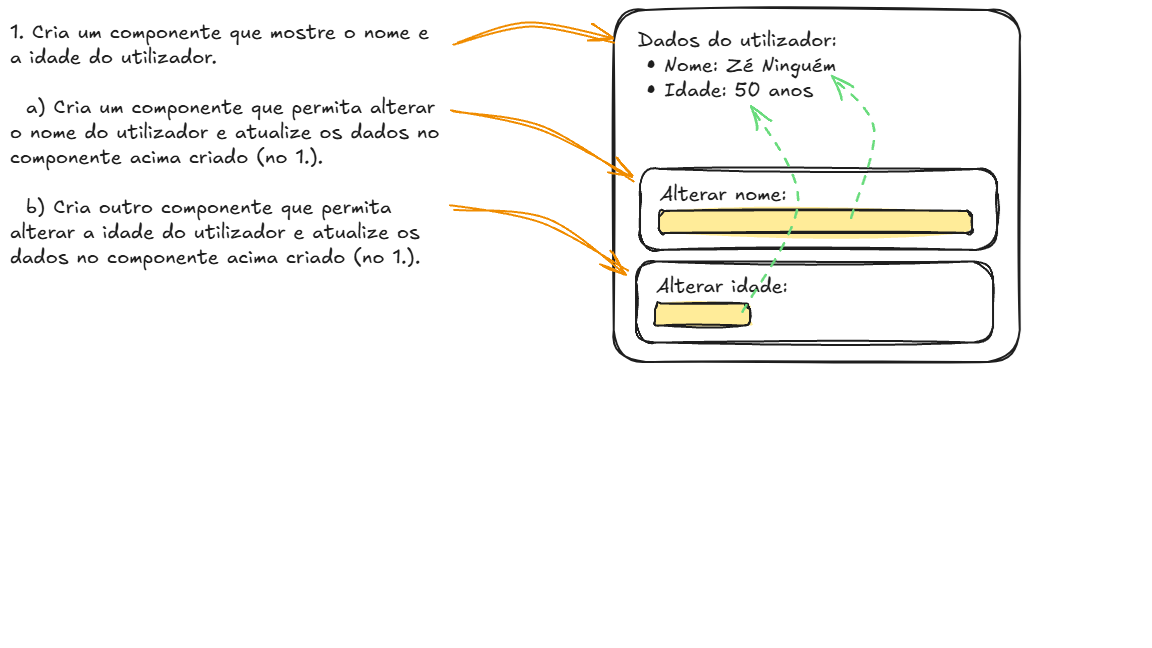 1. Cria um componente que mostre o nome e
a idade do utilizador.
a) Cria um componente que permita alterar
o nome do utilizador e atualize os dados no
componente acima criado (no 1.).
b) Cria outro componente que permita
alterar a idade do utilizador e atualize os
dados no componente acima criado (no 1.).
Dados do utilizador:
• Nome: Zé Ninguém
• Idade: 50 anos
Alterar nome:
Alterar idade: